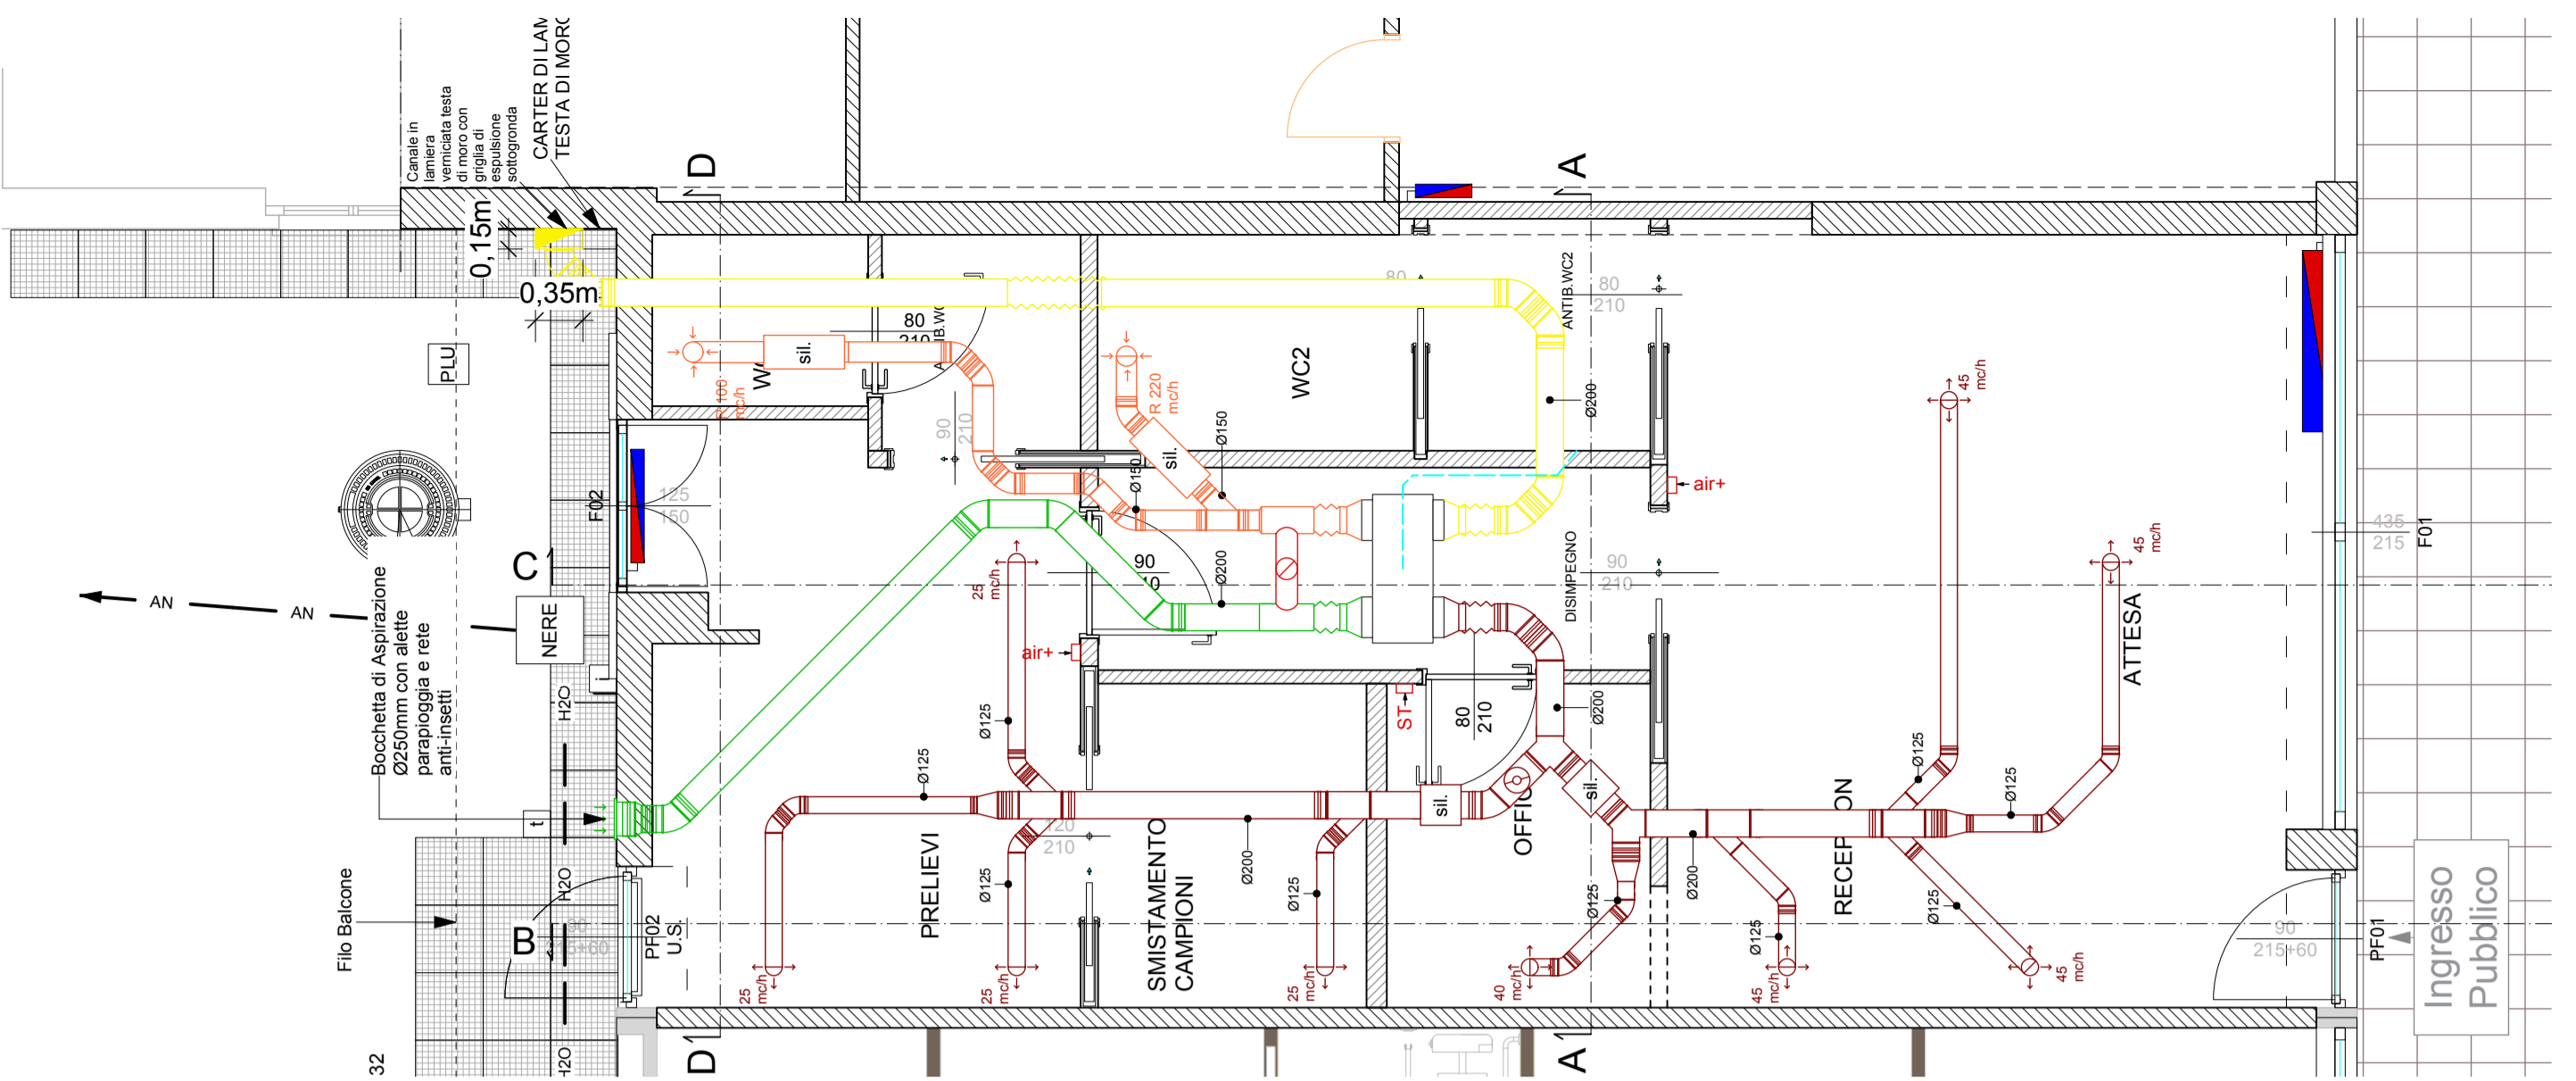 Canale in
lamiera
verniciata testa
di moro con
griglia di
espulsione
sottogronda
CARTER DI LAM
TESTA DI MORO
0,15m
0,35m
PLU
D
A
80
210
ANTIB.WC2
80
80
210
sil.
R 100
mc/h
90
210
R 220
mc/h
WC2
sil.
Ø150
Ø150
Ø200
air+
45
mc/h
F02
125
150
C
AN
AN
NERE
Bocchetta di Aspirazione
Ø250mm con alette
parapioggia e rete
anti-insetti
H2O
t
25
mc/h
air+
90
Ø200
DISIMPEGNO
90
210
435
215
F01
45
mc/h
ATTESA
Ø125
Ø125
ST
80
210
Ø200
sil.
sil.
Ø125
Ø125
Filo Balcone
H2O
B
90
215+60
PF02
U.S.
PRELIEVI
120
210
Ø125
SMISTAMENTO
CAMPIONI
Ø200
Ø125
Ø125
Ø200
RECEPTION
Ø125
Ø125
25
mc/h
25
mc/h
25
mc/h
40
mc/h
45
mc/h
45
mc/h
90
215+60
PF01
Ingresso
Pubblico
32
H2O
D
A